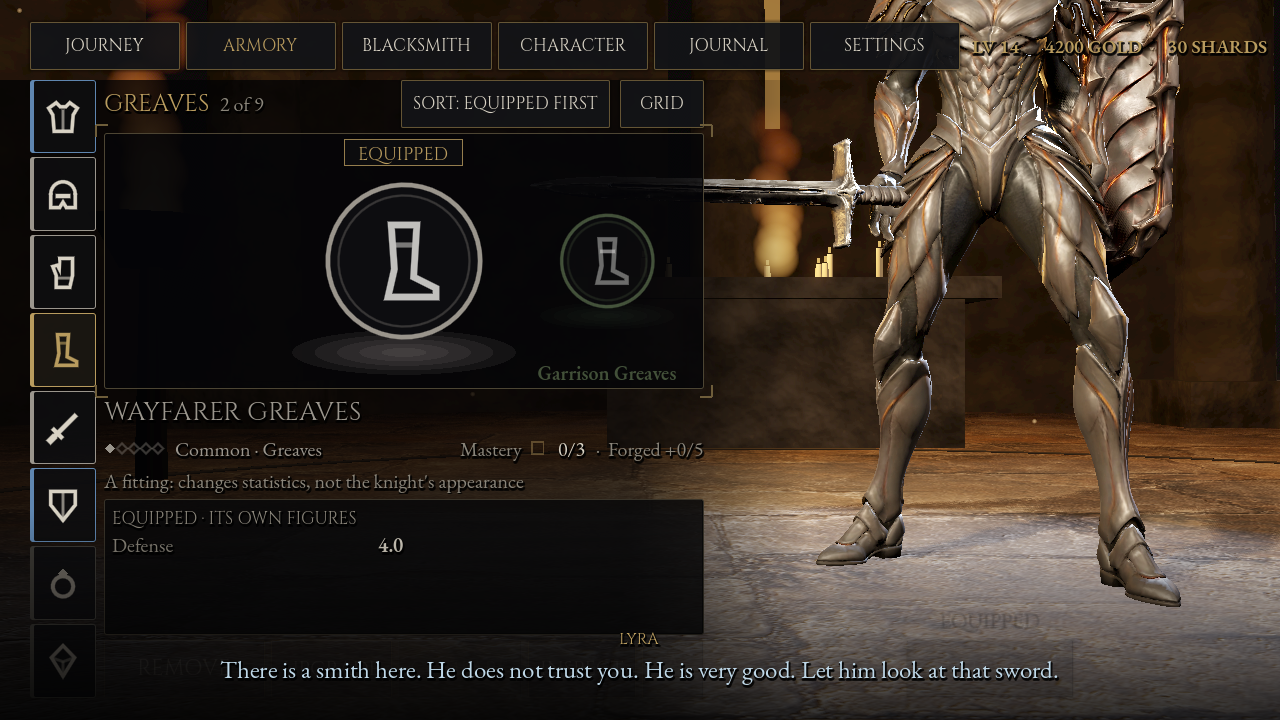 JOURNEY
ARMORY
BLACKSMITH
CHARACTER
JOURNAL
SETTINGS
LV 14 · 4200 GOLD · 30 SHARDS
GREAVES 2 of 9
SORT: EQUIPPED FIRST
GRID
EQUIPPED
Garrison Greaves
WAYFARER GREAVES
Common · Greaves
Mastery 0/3 · Forged +0/5
A fitting: changes statistics, not the knight's appearance
EQUIPPED · ITS OWN FIGURES
Defense 4.0
EQUIPPED
LYRA
There is a smith here. He does not trust you. He is very good. Let him look at that sword.